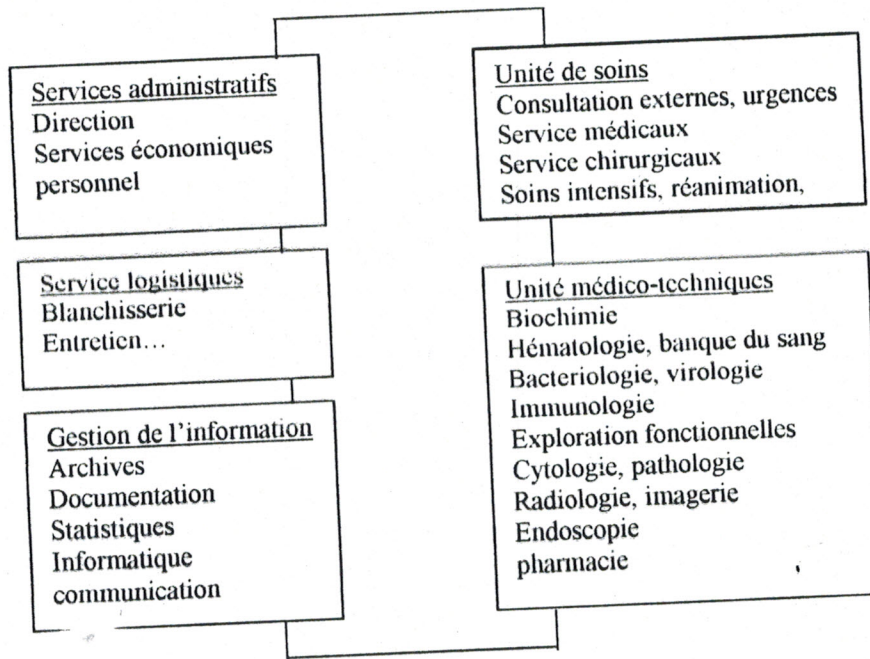 Services administratifs
Direction
Services économiques
personnel
Service logistiques
Blanchisserie
Entretien…
Gestion de l'information
Archives
Documentation
Statistiques
Informatique
communication
Unité de soins
Consultation externes, urgences
Service médicaux
Service chirurgicaux
Soins intensifs, réanimation,
Unité médico-techniques
Biochimie
Hématologie, banque du sang
Bacteriologie, virologie
Immunologie
Exploration fonctionnelles
Cytologie, pathologie
Radiologie, imagerie
Endoscopie
pharmacie